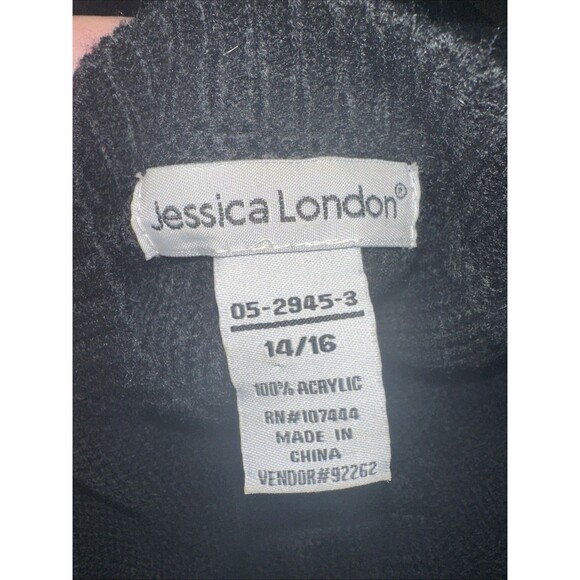 Jessica London®
05-2945-3
14/16
100% ACRYLIC
RN#107444
MADE IN
CHINA
VENDOR#92262